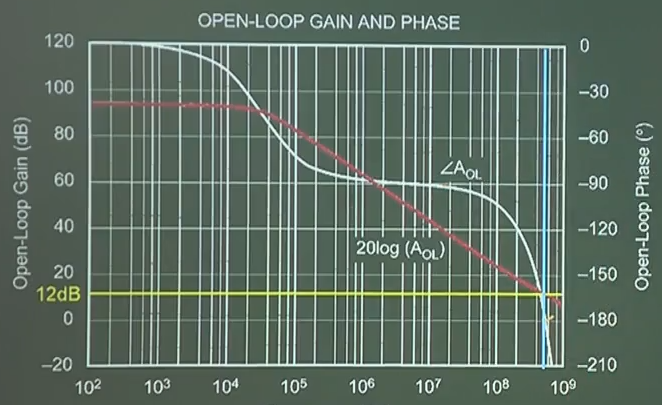 OPEN-LOOP GAIN AND PHASE
120
100
80
60
40
20
12dB
0
–20
Open-Loop Gain (dB)
0
–30
–60
–90
–120
–150
–180
–210
Open-Loop Phase (°)
∠A_OL
20log (A_OL)
10² 10³ 10⁴ 10⁵ 10⁶ 10⁷ 10⁸ 10⁹